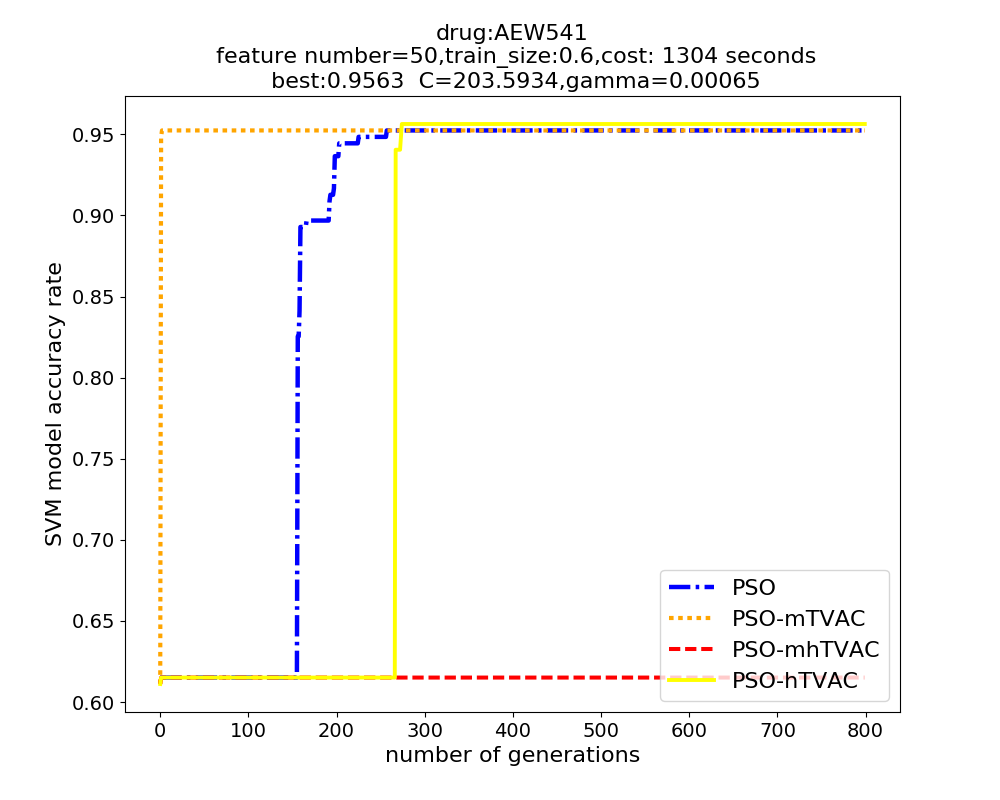 drug:AEW541
feature number=50,train_size:0.6,cost: 1304 seconds
best:0.9563  C=203.5934,gamma=0.00065
0.95
0.90
0.85
0.80
0.75
0.70
0.65
0.60
SVM model accuracy rate
PSO
PSO-mTVAC
PSO-mhTVAC
PSO-hTVAC
0 100 200 300 400 500 600 700 800
number of generations